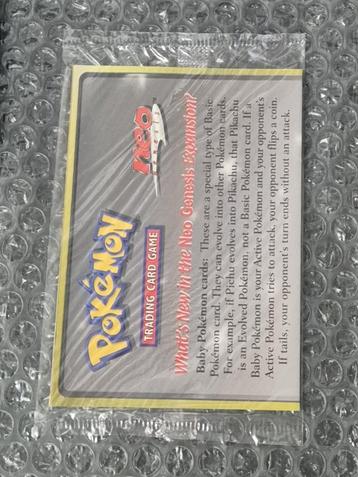 POKéMON
TRADING CARD GAME
neo
What's New in the Neo Genesis Expansion?
Baby Pokémon cards: These are a special type of Basic
Pokémon card. They can evolve into other Pokémon cards.
For example, if Pichu evolves into Pikachu, that Pikachu
is an Evolved Pokémon, not a Basic Pokémon card. If a
Baby Pokémon is your Active Pokémon and your opponent's
Active Pokémon tries to attack, your opponent flips a coin.
If tails, your opponent's turn ends without an attack.